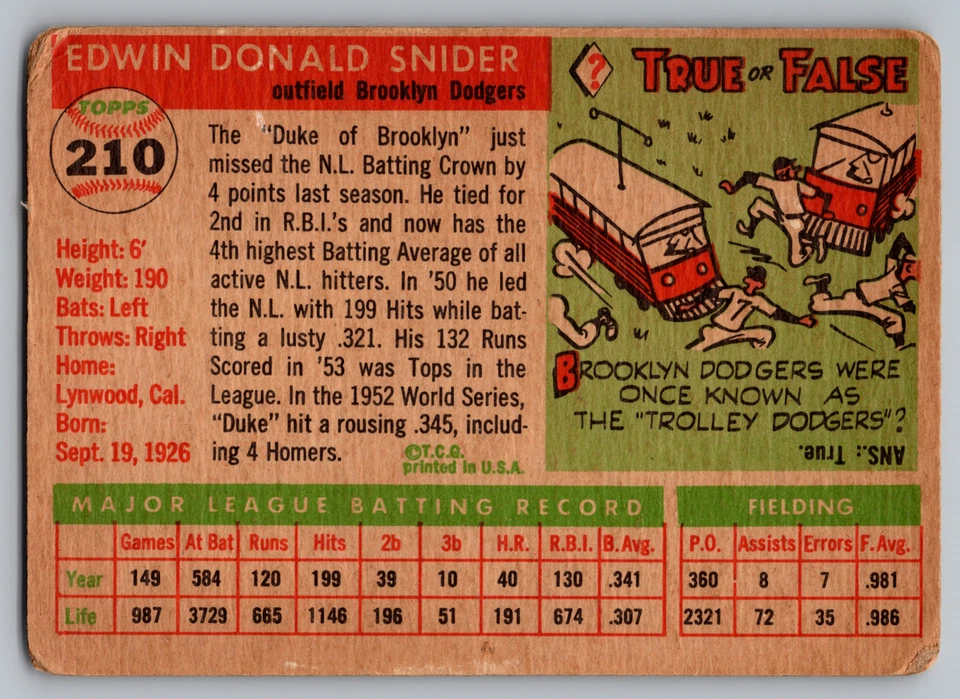 EDWIN DONALD SNIDER
outfield Brooklyn Dodgers
TOPPS
210
Height: 6'
Weight: 190
Bats: Left
Throws: Right
Home:
Lynwood, Cal.
Born:
Sept. 19, 1926
The "Duke of Brooklyn" just
missed the N.L. Batting Crown by
4 points last season. He tied for
2nd in R.B.I.'s and now has the
4th highest Batting Average of all
active N.L. hitters. In '50 he led
the N.L. with 199 Hits while bat-
ting a lusty .321. His 132 Runs
Scored in '53 was Tops in the
League. In the 1952 World Series,
"Duke" hit a rousing .345, includ-
ing 4 Homers.
©T.C.G.
printed in U.S.A.
?
TRUE OR FALSE
BROOKLYN DODGERS WERE
ONCE KNOWN AS
THE "TROLLEY DODGERS"?
ANS.: True.
MAJOR LEAGUE BATTING RECORD
Games At Bat Runs Hits 2b 3b H.R. R.B.I. B. Avg.
Year 149 584 120 199 39 10 40 130 .341
Life 987 3729 665 1146 196 51 191 674 .307
FIELDING
P.O. Assists Errors F. Avg.
360 8 7 .981
2321 72 35 .986